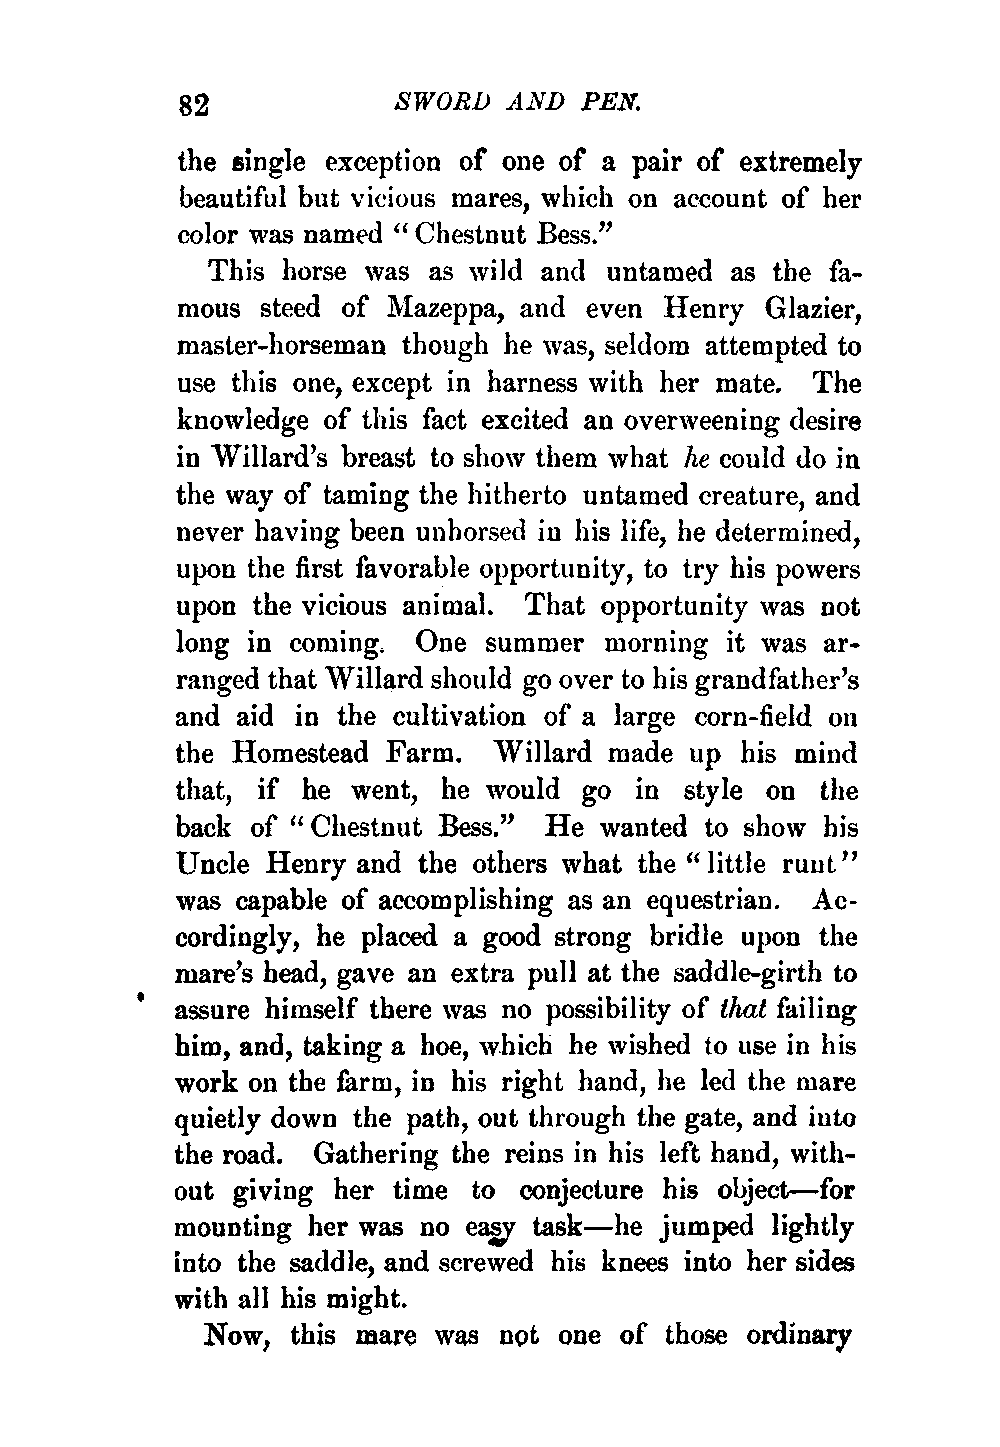 82 SWORD AND PEN.
the single exception of one of a pair of extremely
beautiful but vicious mares, which on account of her
color was named “Chestnut Bess.”
This horse was as wild and untamed as the fa-
mous steed of Mazeppa, and even Henry Glazier,
master-horseman though he was, seldom attempted to
use this one, except in harness with her mate. The
knowledge of this fact excited an overweening desire
in Willard’s breast to show them what he could do in
the way of taming the hitherto untamed creature, and
never having been unhorsed in his life, he determined,
upon the first favorable opportunity, to try his powers
upon the vicious animal. That opportunity was not
long in coming. One summer morning it was ar-
ranged that Willard should go over to his grandfather’s
and aid in the cultivation of a large corn-field on
the Homestead Farm. Willard made up his mind
that, if he went, he would go in style on the
back of “Chestnut Bess.” He wanted to show his
Uncle Henry and the others what the “little runt”
was capable of accomplishing as an equestrian. Ac-
cordingly, he placed a good strong bridle upon the
mare’s head, gave an extra pull at the saddle-girth to
assure himself there was no possibility of that failing
him, and, taking a hoe, which he wished to use in his
work on the farm, in his right hand, he led the mare
quietly down the path, out through the gate, and into
the road. Gathering the reins in his left hand, with-
out giving her time to conjecture his object—for
mounting her was no easy task—he jumped lightly
into the saddle, and screwed his knees into her sides
with all his might.
Now, this mare was not one of those ordinary